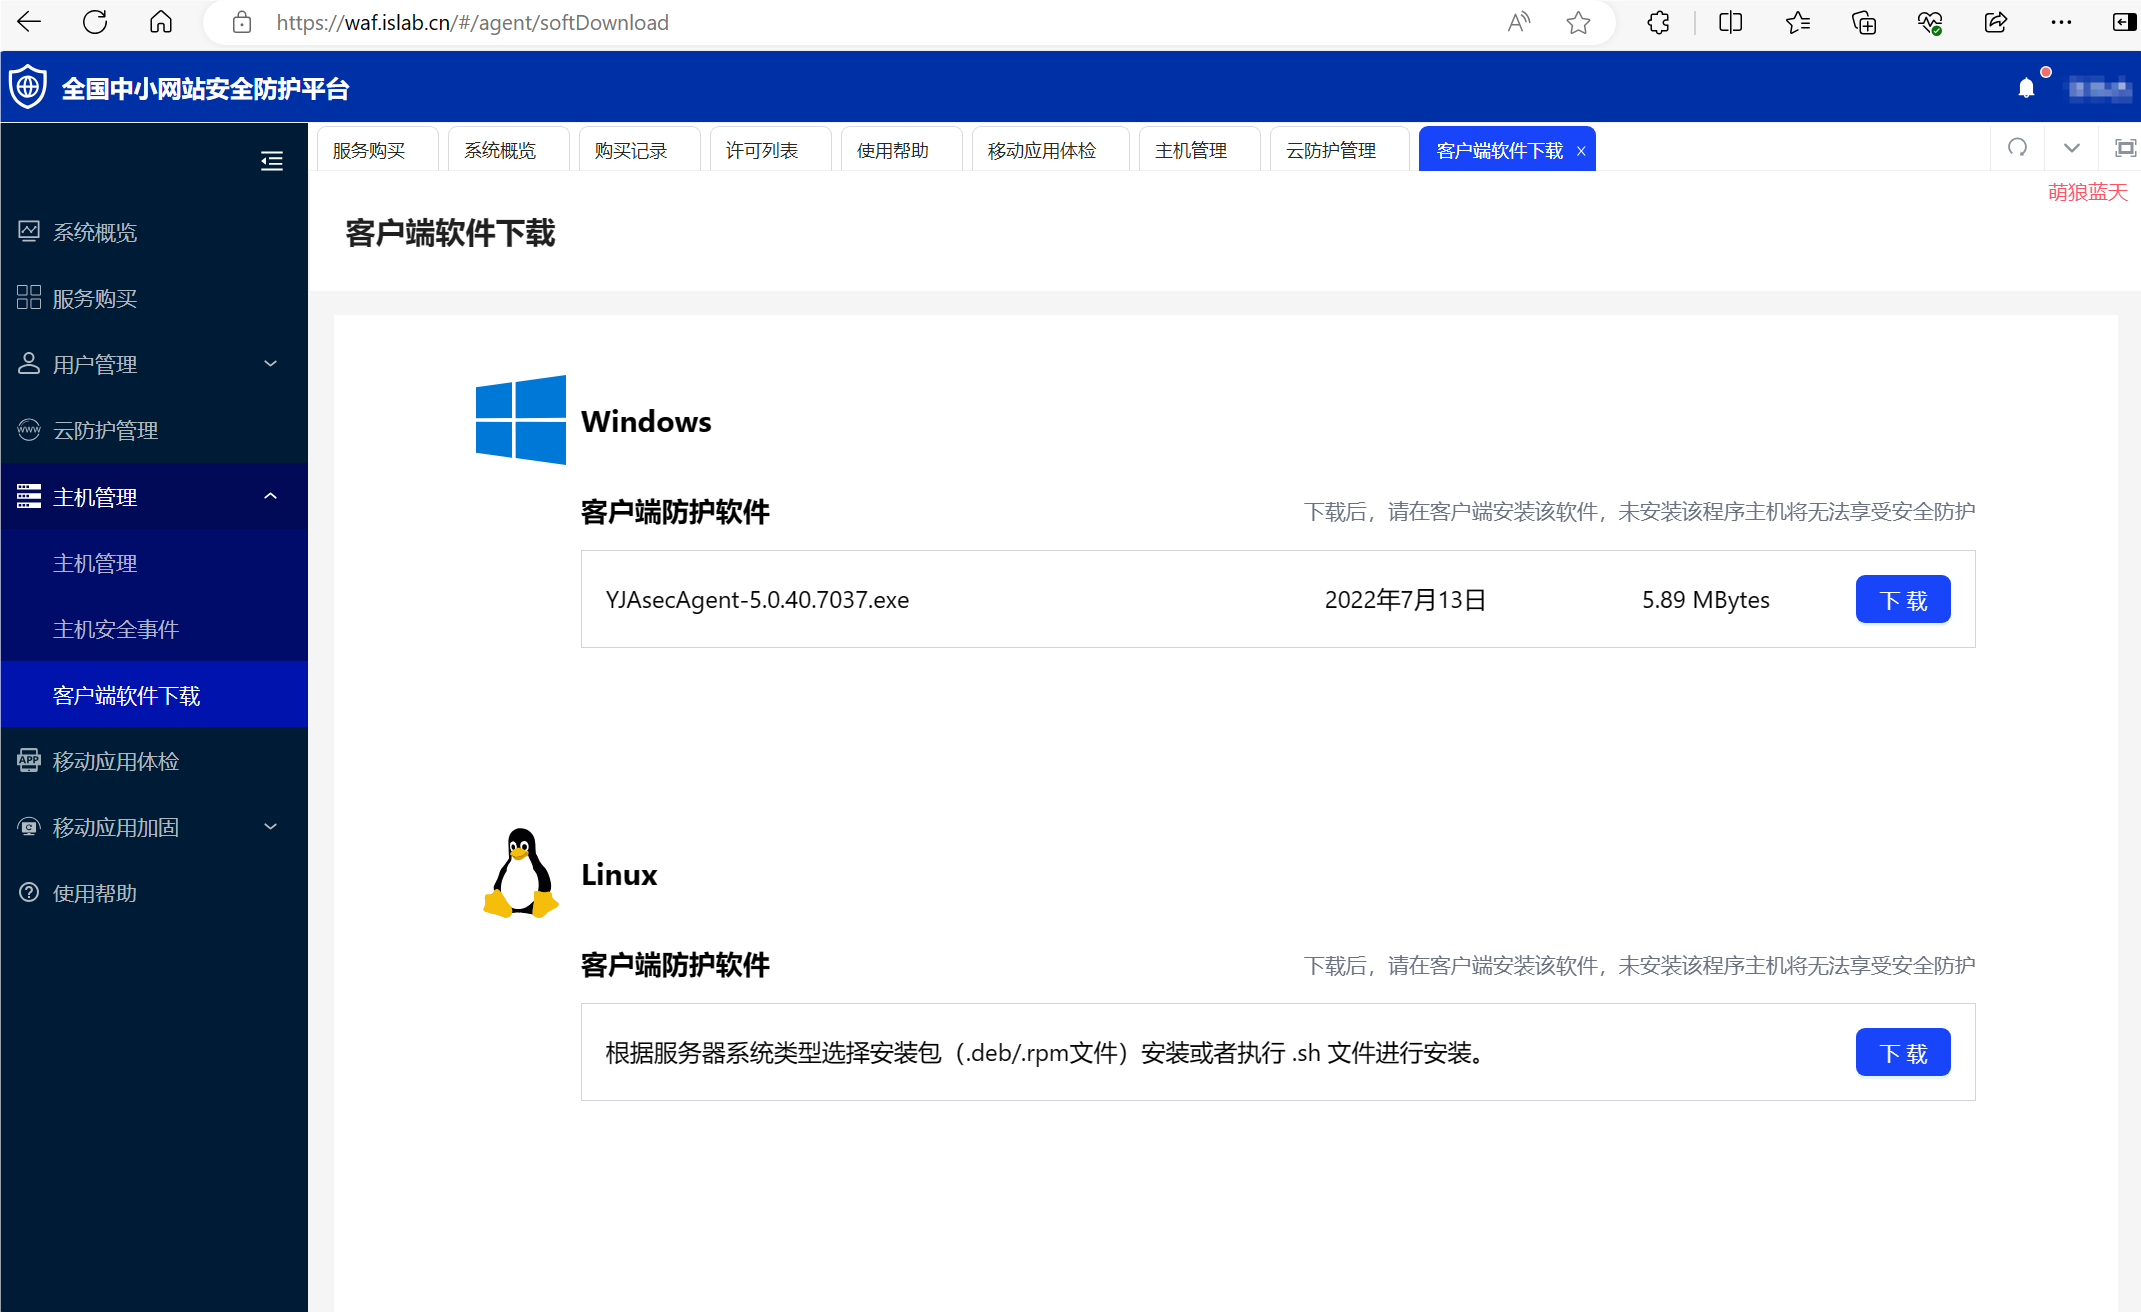 https://waf.islab.cn/#/agent/softDownload
全国中小网站安全防护平台
服务购买
系统概览
购买记录
许可列表
使用帮助
移动应用体检
主机管理
云防护管理
客户端软件下载 ×
萌狼蓝天
系统概览
服务购买
用户管理
云防护管理
主机管理
主机管理
主机安全事件
客户端软件下载
移动应用体检
移动应用加固
使用帮助
客户端软件下载
Windows
客户端防护软件
下载后，请在客户端安装该软件，未安装该程序主机将无法享受安全防护
YJAsecAgent-5.0.40.7037.exe
2022年7月13日
5.89 MBytes
下 载
Linux
客户端防护软件
下载后，请在客户端安装该软件，未安装该程序主机将无法享受安全防护
根据服务器系统类型选择安装包（.deb/.rpm文件）安装或者执行 .sh 文件进行安装。
下 载